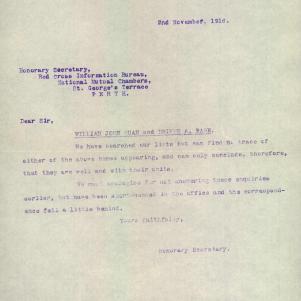 2nd November, 1916.
Honorary Secretary,
Red Cross Information Bureau,
National Mutual Chambers,
St. George's Terrace
PERTH.
Dear Sir,
WILLIAM JOHN and
We have searched our lists but can find no trace of
either of the above names appearing, and can only conclude, therefore,
that they are well and with their units.
We must apologise for not answering these enquiries
earlier, but have been shorthanded in the office and the correspond-
ence fell a little behind.
Yours faithfully,
Honorary Secretary.